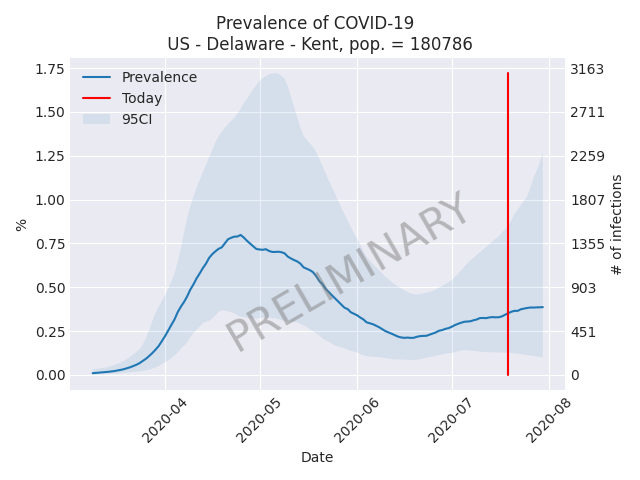 Prevalence of COVID-19
US - Delaware - Kent, pop. = 180786
Prevalence
Today
95CI
PRELIMINARY
%
1.75
1.50
1.25
1.00
0.75
0.50
0.25
0.00
3163
2711
2259
1807
1355
903
451
0
# of infections
2020-04
2020-05
2020-06
2020-07
2020-08
Date